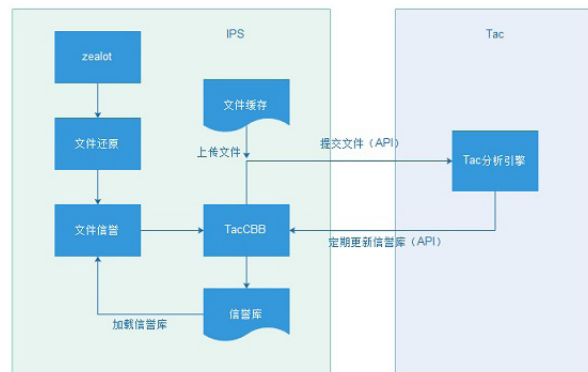 IPS
Tac
zealot
文件缓存
文件还原
上传文件
提交文件（API）
Tac分析引擎
文件信誉
TacCBB
定期更新信誉库（API）
加载信誉库
信誉库